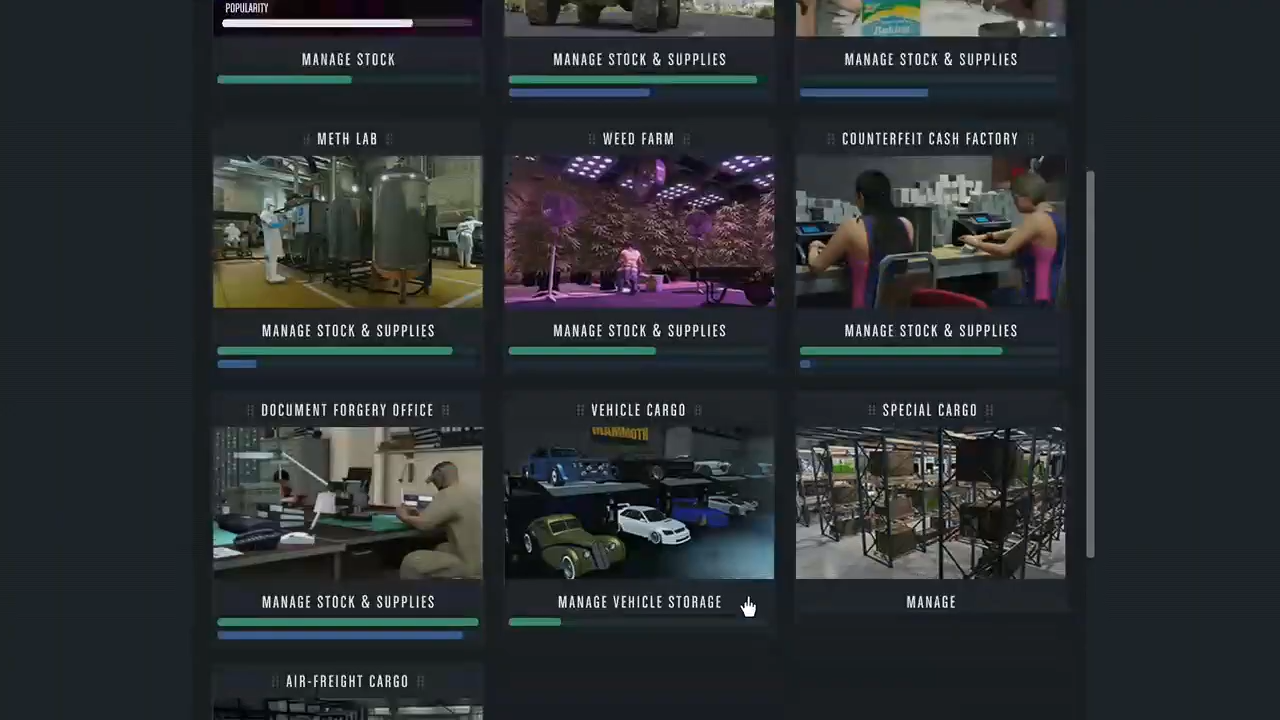 POPULARITY
MANAGE STOCK
MANAGE STOCK & SUPPLIES
MANAGE STOCK & SUPPLIES
METH LAB
WEED FARM
COUNTERFEIT CASH FACTORY
MANAGE STOCK & SUPPLIES
MANAGE STOCK & SUPPLIES
MANAGE STOCK & SUPPLIES
DOCUMENT FORGERY OFFICE
VEHICLE CARGO
SPECIAL CARGO
MAMMOTH
MANAGE STOCK & SUPPLIES
MANAGE VEHICLE STORAGE
MANAGE
AIR-FREIGHT CARGO